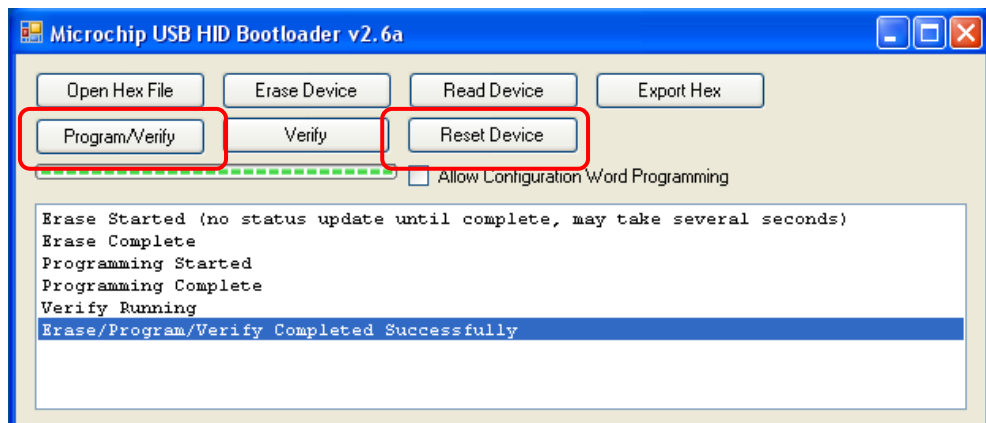 Microchip USB HID Bootloader v2.6a
Open Hex File Erase Device Read Device Export Hex
Program/Verify Verify Reset Device
Allow Configuration Word Programming
Erase Started (no status update until complete, may take several seconds)
Erase Complete
Programming Started
Programming Complete
Verify Running
Erase/Program/Verify Completed Successfully